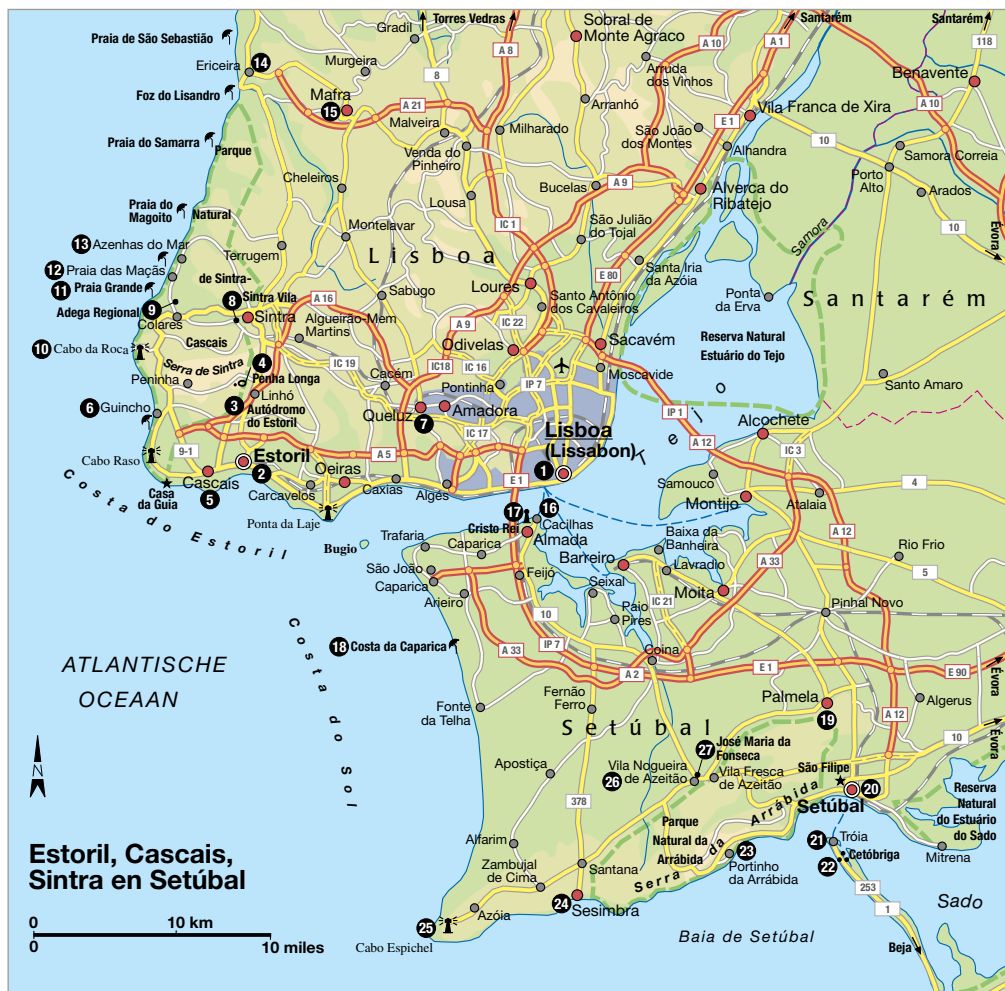 Torres Vedras
Gradil
Sobral de
Monte Agraco
Santarém
Santarém
Praia de São Sebastião
A 8
A 10
A 1
118
Ericeira
14
Murgeira
8
Arruda
dos Vinhos
Benavente
Foz do Lisandro
Mafra
15
A 21
Malveira
Arranhó
A 10
Vila Franca de Xira
E 1
Milharado
São João
dos Montes
Praia do Samarra
Parque
Venda do
Pinheiro
Alhandra
10
Samora Correia
Cheleiros
Bucelas
A 9
Porto
Alto
Arados
Alverca do
Ribatejo
Praia do
Magoito
Natural
Lousa
IC 1
São Julião
do Tojal
10
Évora
13
Azenhas do Mar
Montelavar
Lisboa
Samora
12
Praia das Maçãs
Terrugem
E 80
Santa Iria
da Azóia
de Sintra-
11
Praia Grande
8
Sintra Vila
Sabugo
Loures
Ponta
da Erva
Santarém
Adega Regional
9
A 16
Santo António
dos Cavaleiros
Colares
Sintra
Algueirão-Mem
Martins
A 9
IC 22
Reserva Natural
Estuário do Tejo
10
Cabo da Roca
Cascais
Odivelas
Sacavém
Serra de Sintra
4
IC 19
IC18
IC 16
Moscavide
Peninha
Penha Longa
Cacém
Pontinha
IP 7
Santo Amaro
Linhó
3
Autódromo
do Estoril
6
Guincho
Queluz
7
Amadora
IP 1
Tejo
Alcochete
IC 17
Lisboa
(Lissabon)
1
A 12
IC 3
9-1
Estoril
2
A 5
Cabo Raso
Cascais
5
Oeiras
Carcavelos
Caxias
Algés
E 1
Samouco
4
Casa
da Guia
Montijo
Atalaia
Costa do Estoril
Ponta da Laje
17
16
Cristo Rei
Cacilhas
Almada
Bugio
Trafaria
Caparica
Baixa da
Banheira
Rio Frio
Barreiro
Lavradio
A 33
A 12
São João
Caparica
Feijó
Seixal
Moita
5
Arieiro
10
Paio
Pires
IC 21
Pinhal Novo
Costa do Sol
IP 7
18
Costa da Caparica
A 33
Coina
A 2
E 1
E 90
Évora
ATLANTISCHE
OCEAAN
Fernão
Ferro
Palmela
19
Algerus
Fonte
da Telha
A 12
Setúbal
10
Évora
27
José Maria da
Fonseca
Apostiça
26
Vila Nogueira
de Azeitão
Vila Fresca
de Azeitão
São Filipe
N
378
Setúbal
20
Reserva
Natural
do Estuário
do Sado
Parque
Natural da
Arrábida
Serra da Arrábida
Alfarim
21
Tróia
Estoril, Cascais,
Sintra en Setúbal
23
Portinho
da Arrábida
Cetóbriga
22
Mitrena
Zambujal
de Cima
Santana
253
24
Sesimbra
1
Sado
0
10 km
Azóia
25
Cabo Espichel
0
10 miles
Baia de Setúbal
Beja